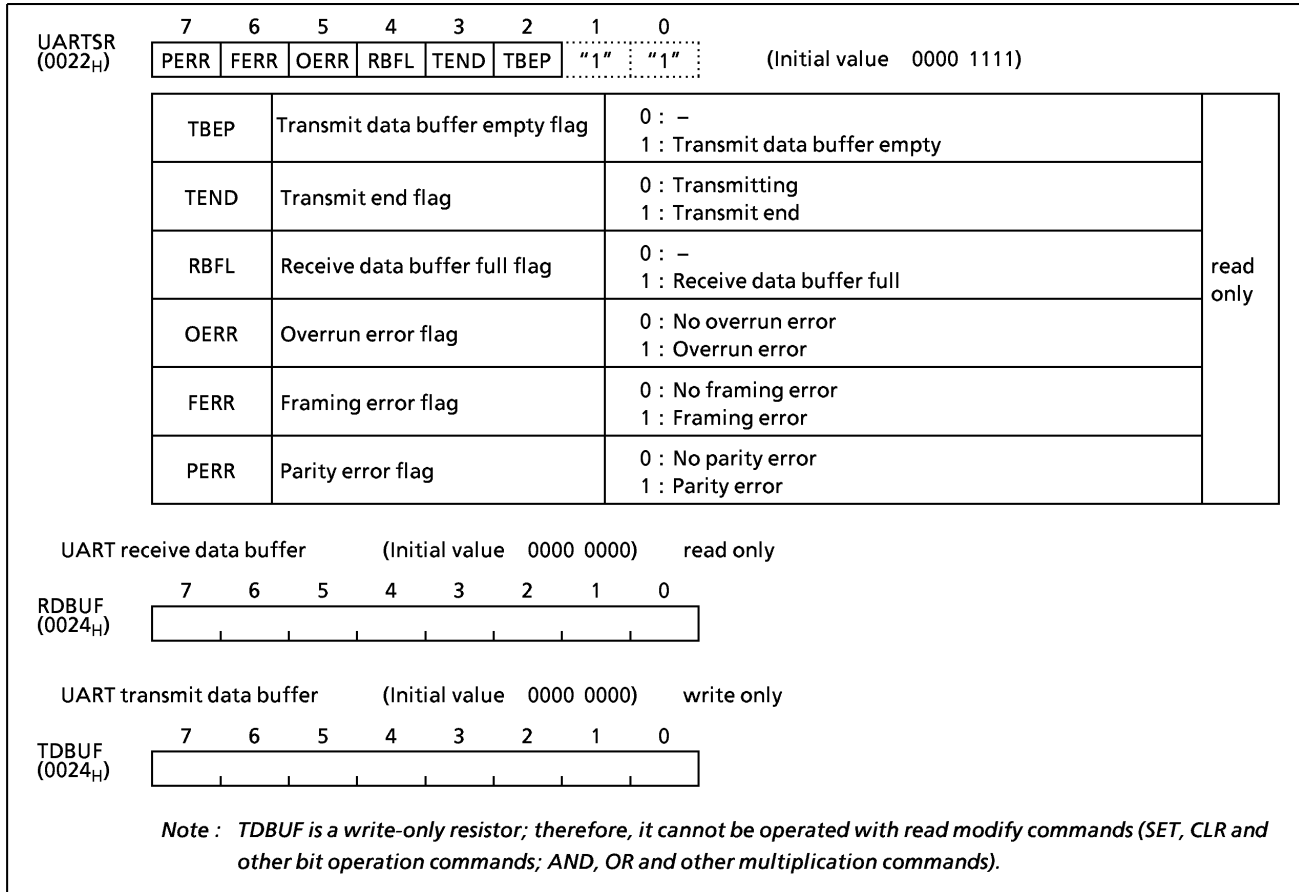 7 6 5 4 3 2 1 0
UARTSR
(0022H)
PERR FERR OERR RBFL TEND TBEP "1" "1" (Initial value 0000 1111)
TBEP Transmit data buffer empty flag 0 : –
1 : Transmit data buffer empty
TEND Transmit end flag 0 : Transmitting
1 : Transmit end
RBFL Receive data buffer full flag 0 : –
1 : Receive data buffer full
read
only
OERR Overrun error flag 0 : No overrun error
1 : Overrun error
FERR Framing error flag 0 : No framing error
1 : Framing error
PERR Parity error flag 0 : No parity error
1 : Parity error
UART receive data buffer (Initial value 0000 0000) read only
7 6 5 4 3 2 1 0
RDBUF
(0024H)
UART transmit data buffer (Initial value 0000 0000) write only
7 6 5 4 3 2 1 0
TDBUF
(0024H)
Note : TDBUF is a write-only resistor; therefore, it cannot be operated with read modify commands (SET, CLR and
other bit operation commands; AND, OR and other multiplication commands).